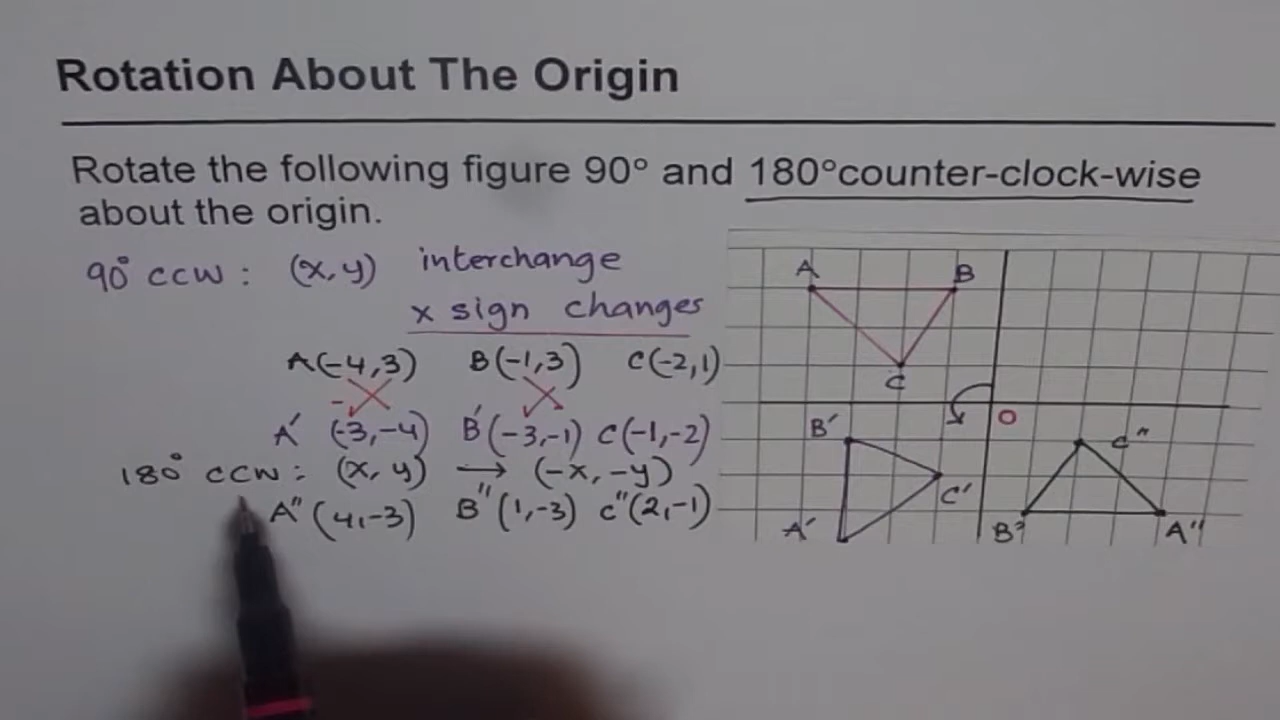 Rotation About The Origin
Rotate the following figure 90° and 180°counter-clock-wise
about the origin.
90° ccw : (x, y) interchange
x sign changes
A(-4,3) B(-1,3) C(-2,1)
-
A' (-3,-4) B'(-3,-1) C(-1,-2)
180° ccw : (x, y) → (-x, -y)
A" (4,-3) B"(1,-3) C"(2,-1)
A B
C
O
B' C"
C'
A' B" A"